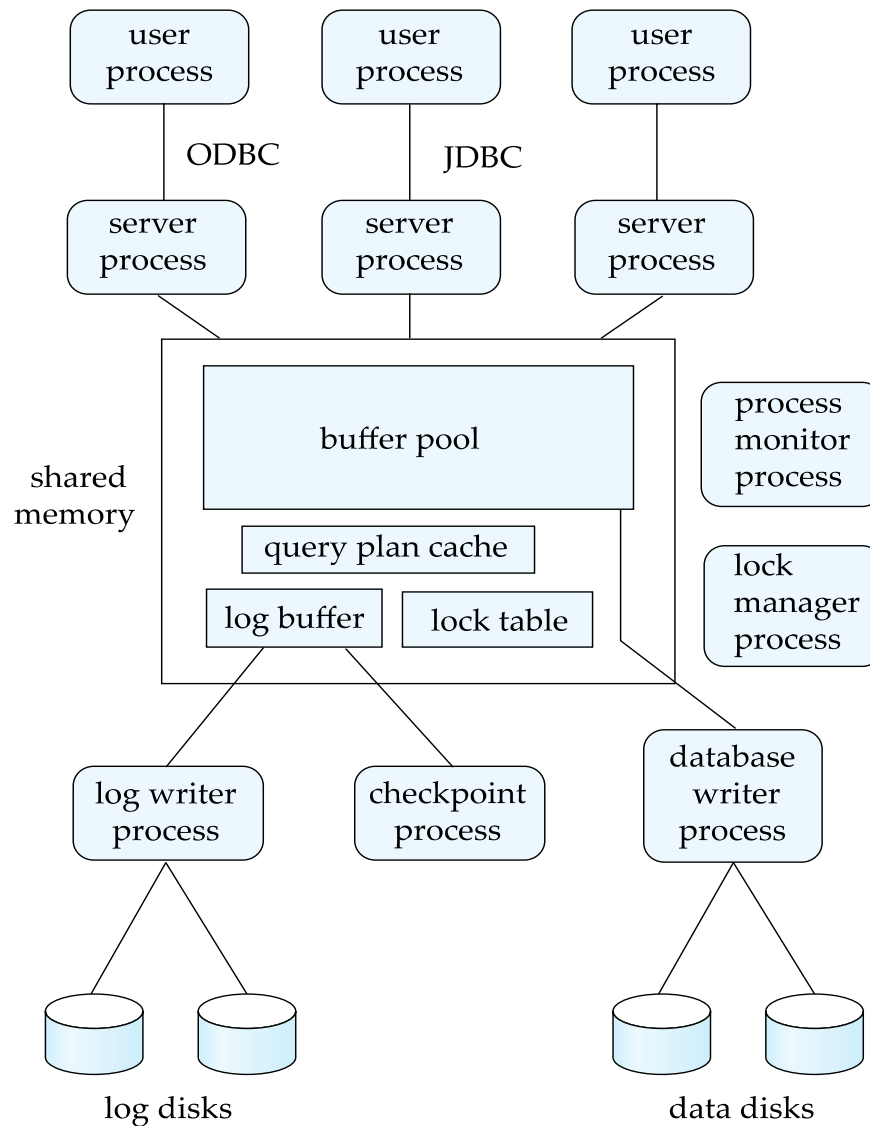 user
process
user
process
user
process
ODBC
JDBC
server
process
server
process
server
process
shared
memory
buffer pool
query plan cache
log buffer
lock table
process
monitor
process
lock
manager
process
log writer
process
checkpoint
process
database
writer
process
log disks
data disks